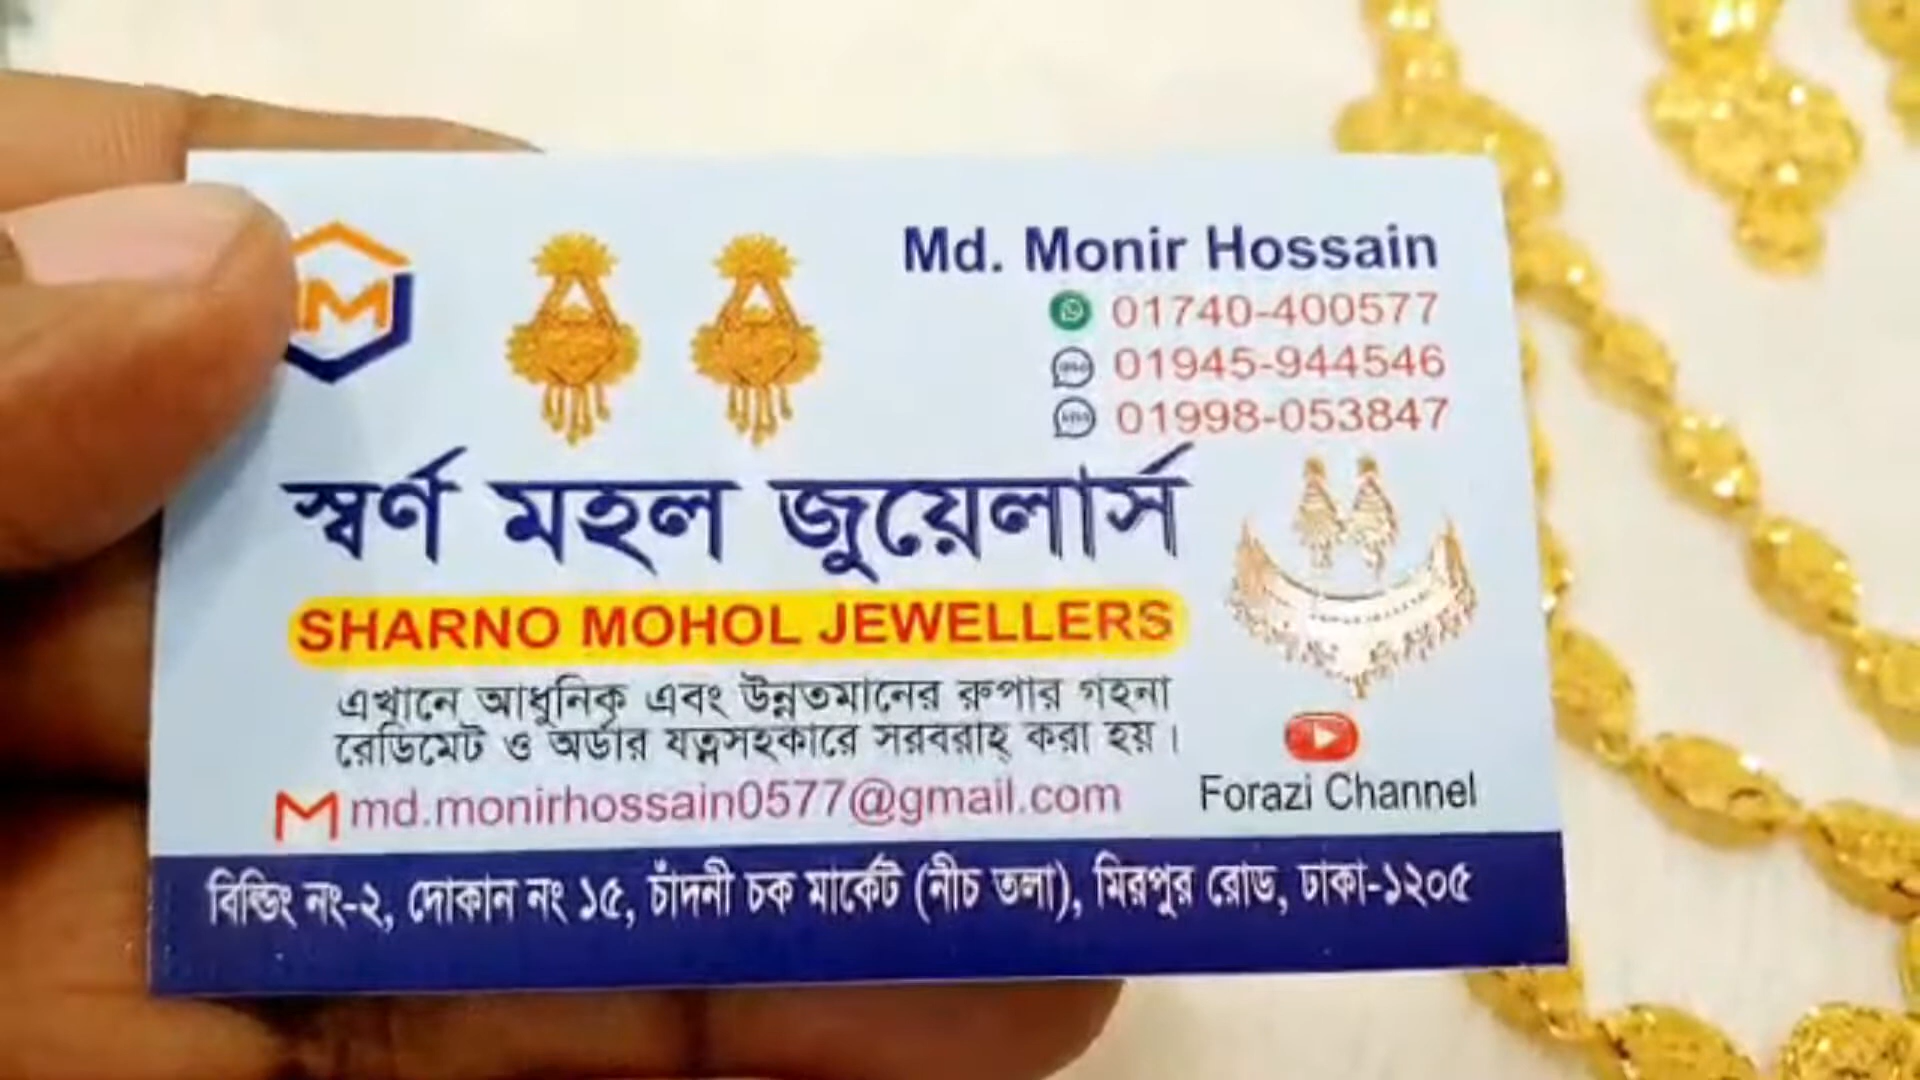 M
Md. Monir Hossain
01740-400577
01945-944546
01998-053847
স্বর্ণ মহল জুয়েলার্স
SHARNO MOHOL JEWELLERS
এখানে আধুনিক এবং উন্নতমানের রুপার গহনা
রেডিমেট ও অর্ডার যত্নসহকারে সরবরাহ করা হয়।
md.monirhossain0577@gmail.com
Forazi Channel
বিল্ডিং নং-২, দোকান নং ১৫, চাঁদনী চক মার্কেট (নীচ তলা), মিরপুর রোড, ঢাকা-১২০৫